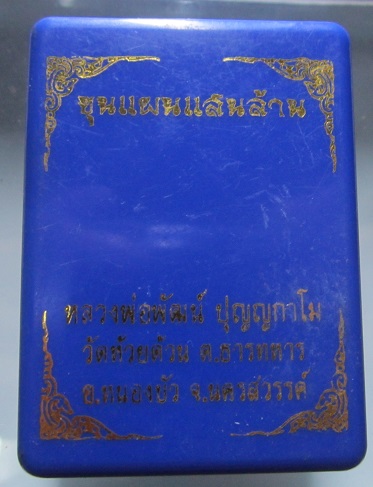 ขุนแผนแสนล้าน
หลวงพ่อพัฒน์ ปุญญกาโม
วัดห้วยด้วน ต.ธารทหาร
อ.หนองบัว จ.นครสวรรค์